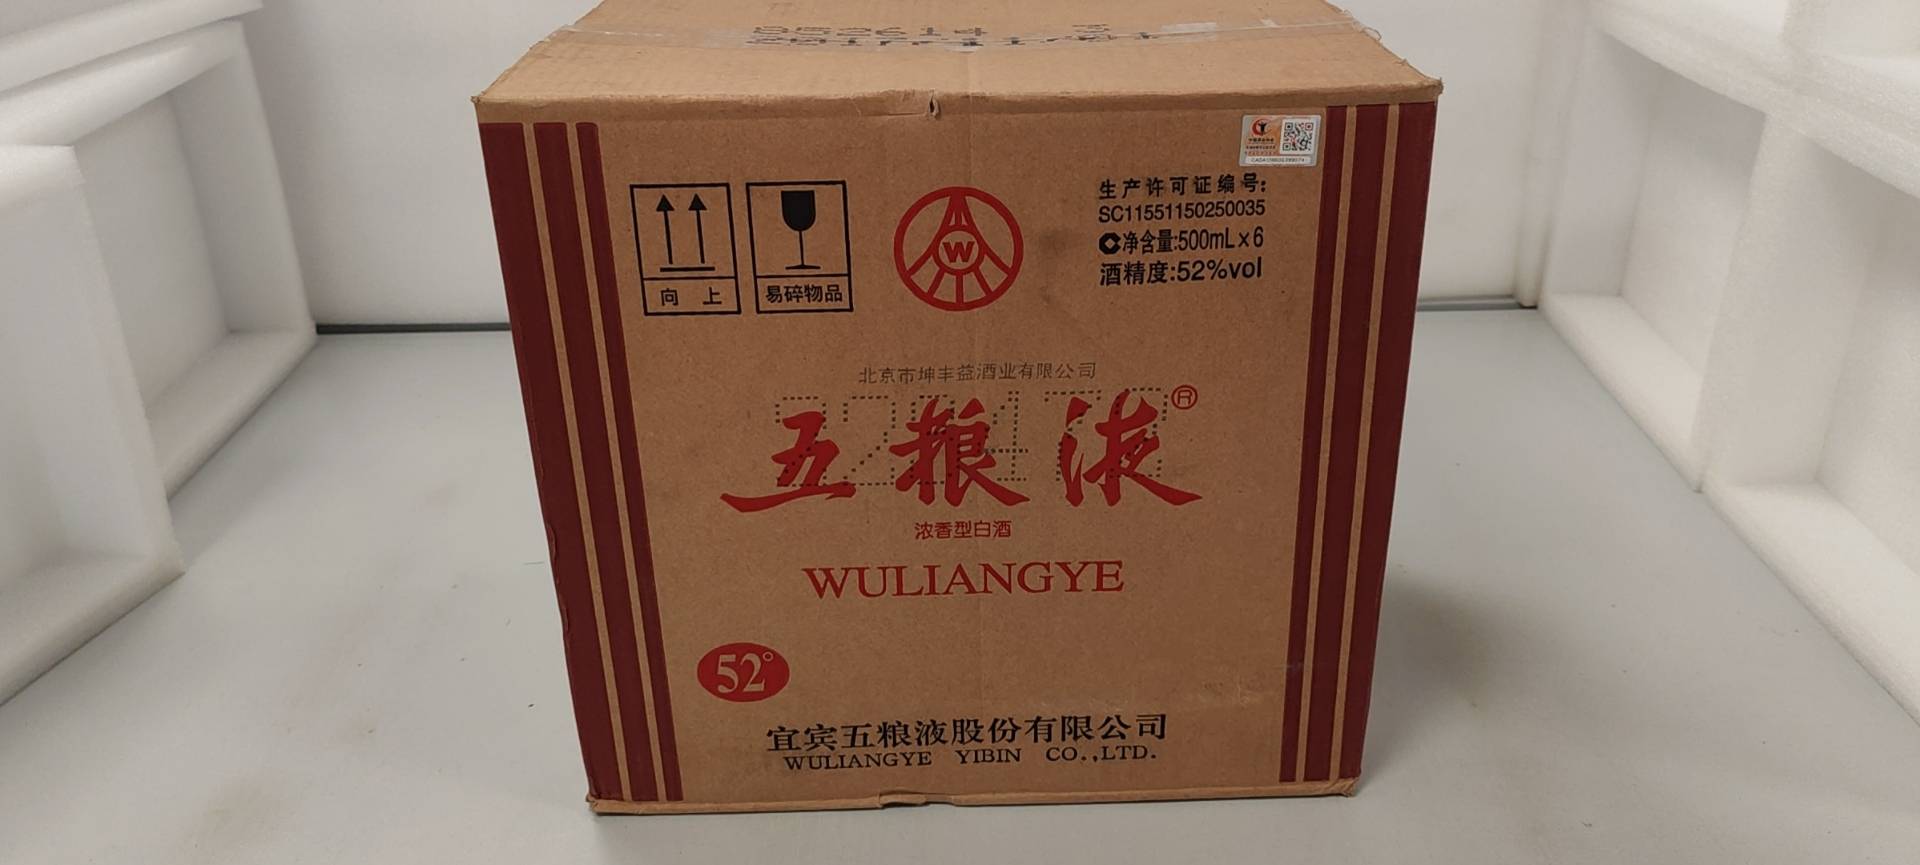 生产许可证编号:
SC11551150250035
净含量:500mL×6
酒精度:52%vol
向上
易碎物品
W
北京市坤丰益酒业有限公司
五粮液®
浓香型白酒
WULIANGYE
52°
宜宾五粮液股份有限公司
WULIANGYE YIBIN CO.,LTD.